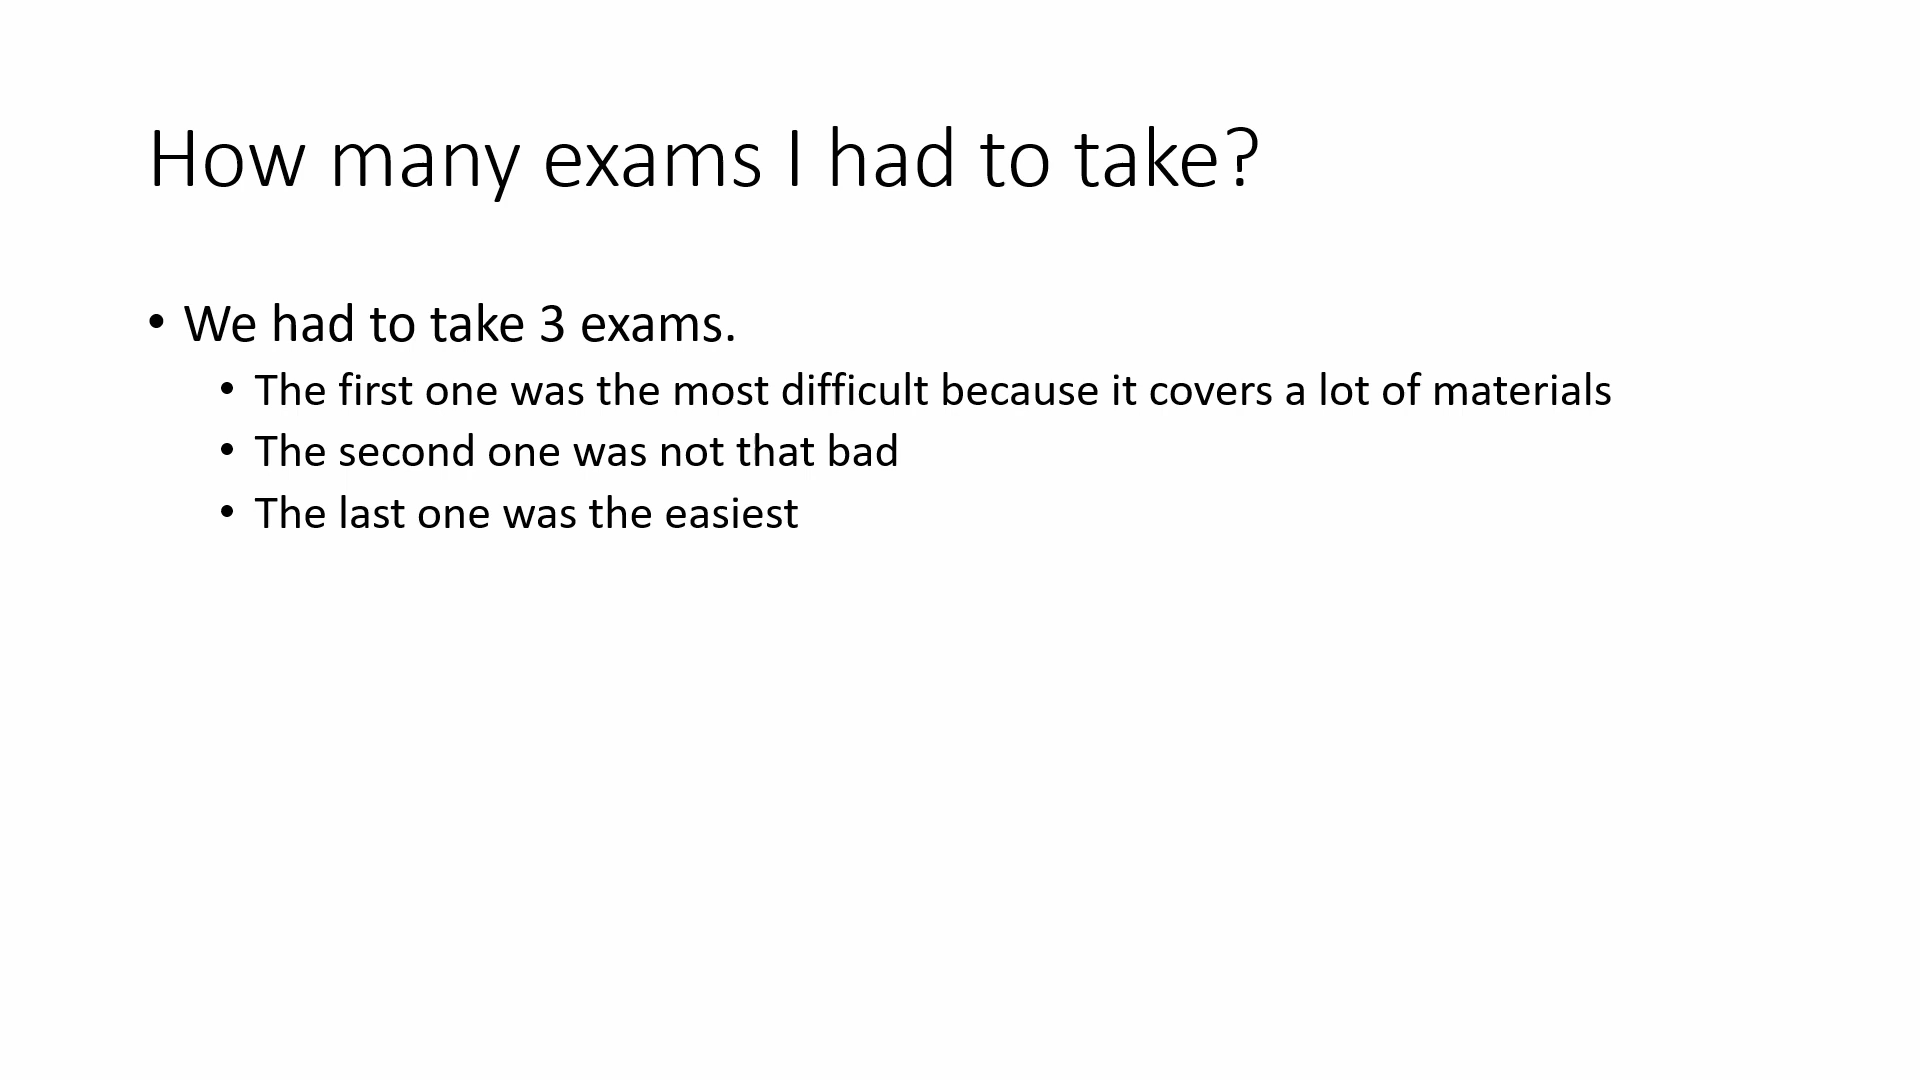 How many exams I had to take?
• We had to take 3 exams.
• The first one was the most difficult because it covers a lot of materials
• The second one was not that bad
• The last one was the easiest